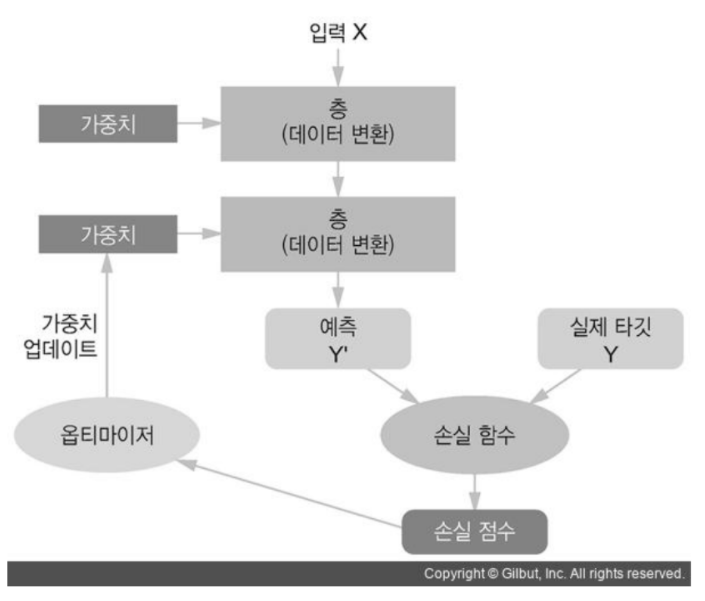 입력 X
가중치
층
(데이터 변환)
가중치
층
(데이터 변환)
가중치
업데이트
예측
Y'
실제 타깃
Y
옵티마이저
손실 함수
손실 점수
Copyright © Gilbut, Inc. All rights reserved.